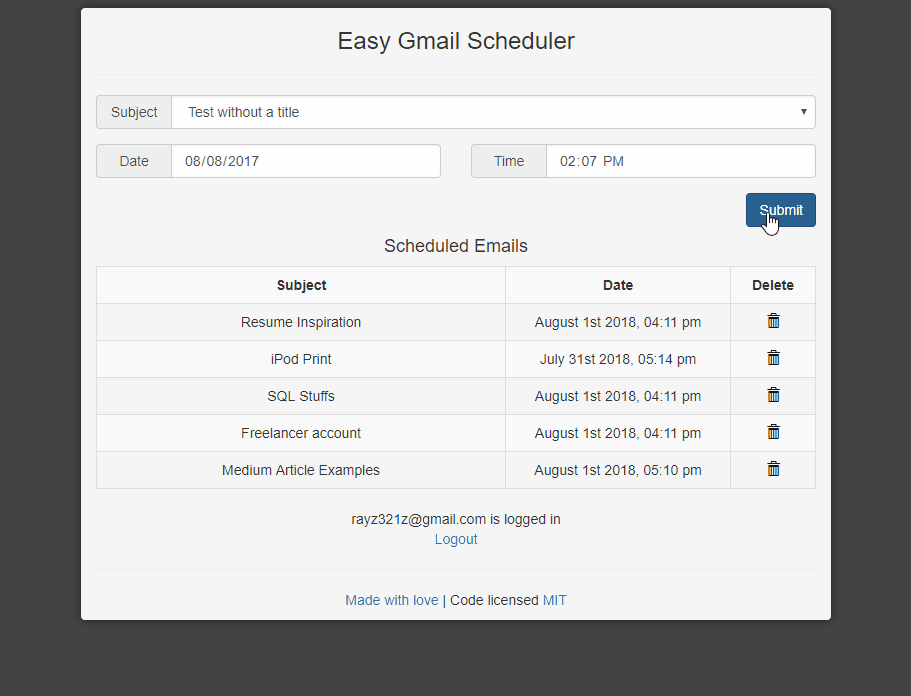 Easy Gmail Scheduler
Subject Test without a title
Date 08/08/2017 Time 02:07 PM
Submit
Scheduled Emails
Subject Date Delete
Resume Inspiration August 1st 2018, 04:11 pm
iPod Print July 31st 2018, 05:14 pm
SQL Stuffs August 1st 2018, 04:11 pm
Freelancer account August 1st 2018, 04:11 pm
Medium Article Examples August 1st 2018, 05:10 pm
rayz321z@gmail.com is logged in
Logout
Made with love | Code licensed MIT